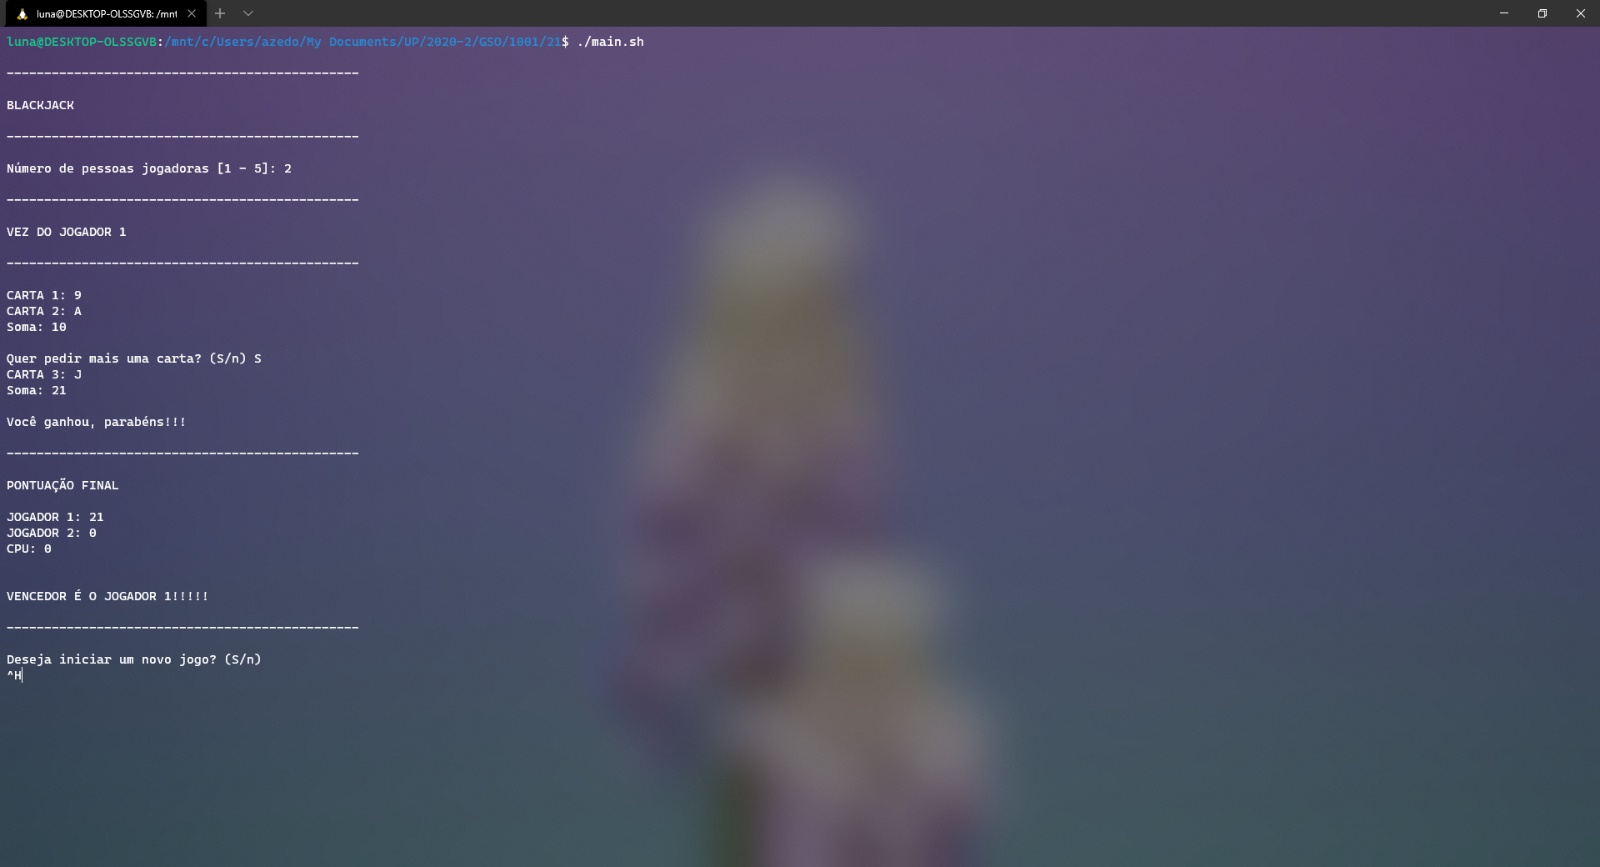 luna@DESKTOP-OLSSGVB: /mnt
luna@DESKTOP-OLSSGVB:/mnt/c/Users/azedo/My Documents/UP/2020-2/GSO/1001/21$ ./main.sh
-----------------------------------------------
BLACKJACK
-----------------------------------------------
Número de pessoas jogadoras [1 - 5]: 2
-----------------------------------------------
VEZ DO JOGADOR 1
-----------------------------------------------
CARTA 1: 9
CARTA 2: A
Soma: 10
Quer pedir mais uma carta? (S/n) S
CARTA 3: J
Soma: 21
Você ganhou, parabéns!!!
-----------------------------------------------
PONTUAÇÃO FINAL
JOGADOR 1: 21
JOGADOR 2: 0
CPU: 0
VENCEDOR É O JOGADOR 1!!!!!
-----------------------------------------------
Deseja iniciar um novo jogo? (S/n)
^H